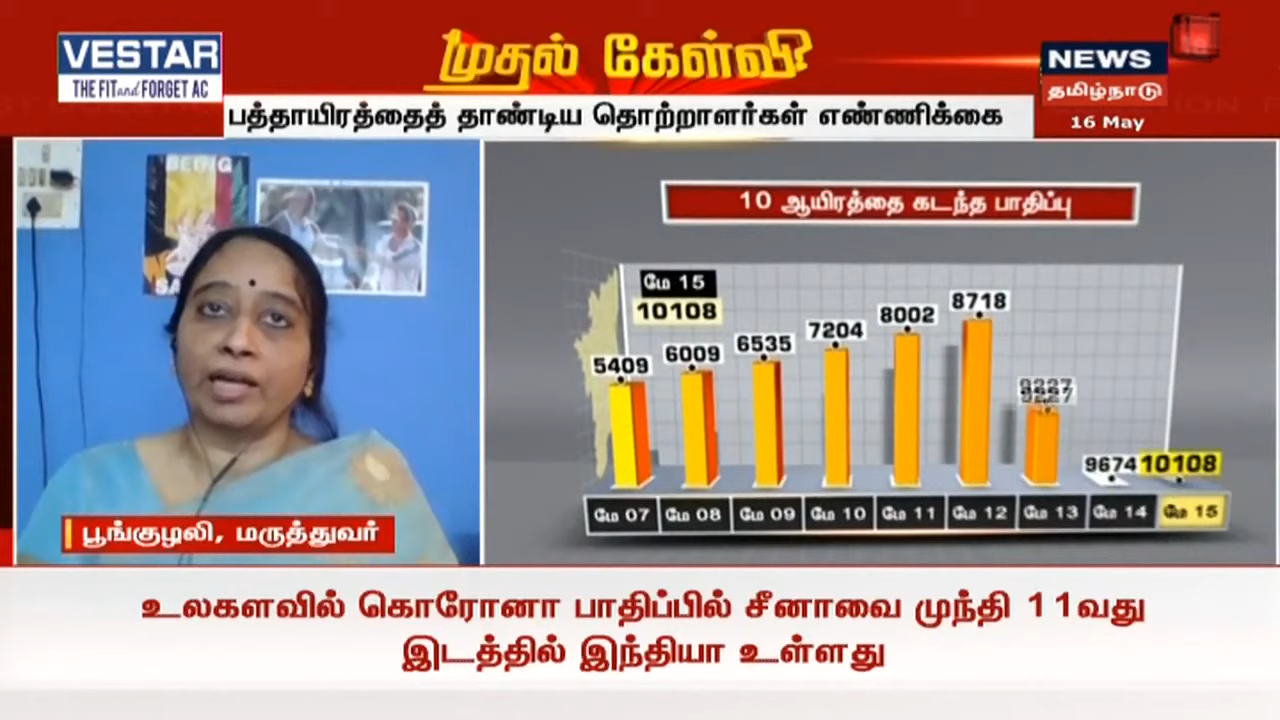 VESTAR
THE FIT and FORGET AC
முதல் கேள்வி?
NEWS
தமிழ்நாடு
16 May
பத்தாயிரத்தைத் தாண்டிய தொற்றாளர்கள் எண்ணிக்கை
BEING
SA
10 ஆயிரத்தை கடந்த பாதிப்பு
மே 15
10108
5409
6009
6535
7204
8002
8718
9674
10108
மே 07
மே 08
மே 09
மே 10
மே 11
மே 12
மே 13
மே 14
மே 15
பூங்குழலி, மருத்துவர்
உலகளவில் கொரோனா பாதிப்பில் சீனாவை முந்தி 11வது
இடத்தில் இந்தியா உள்ளது